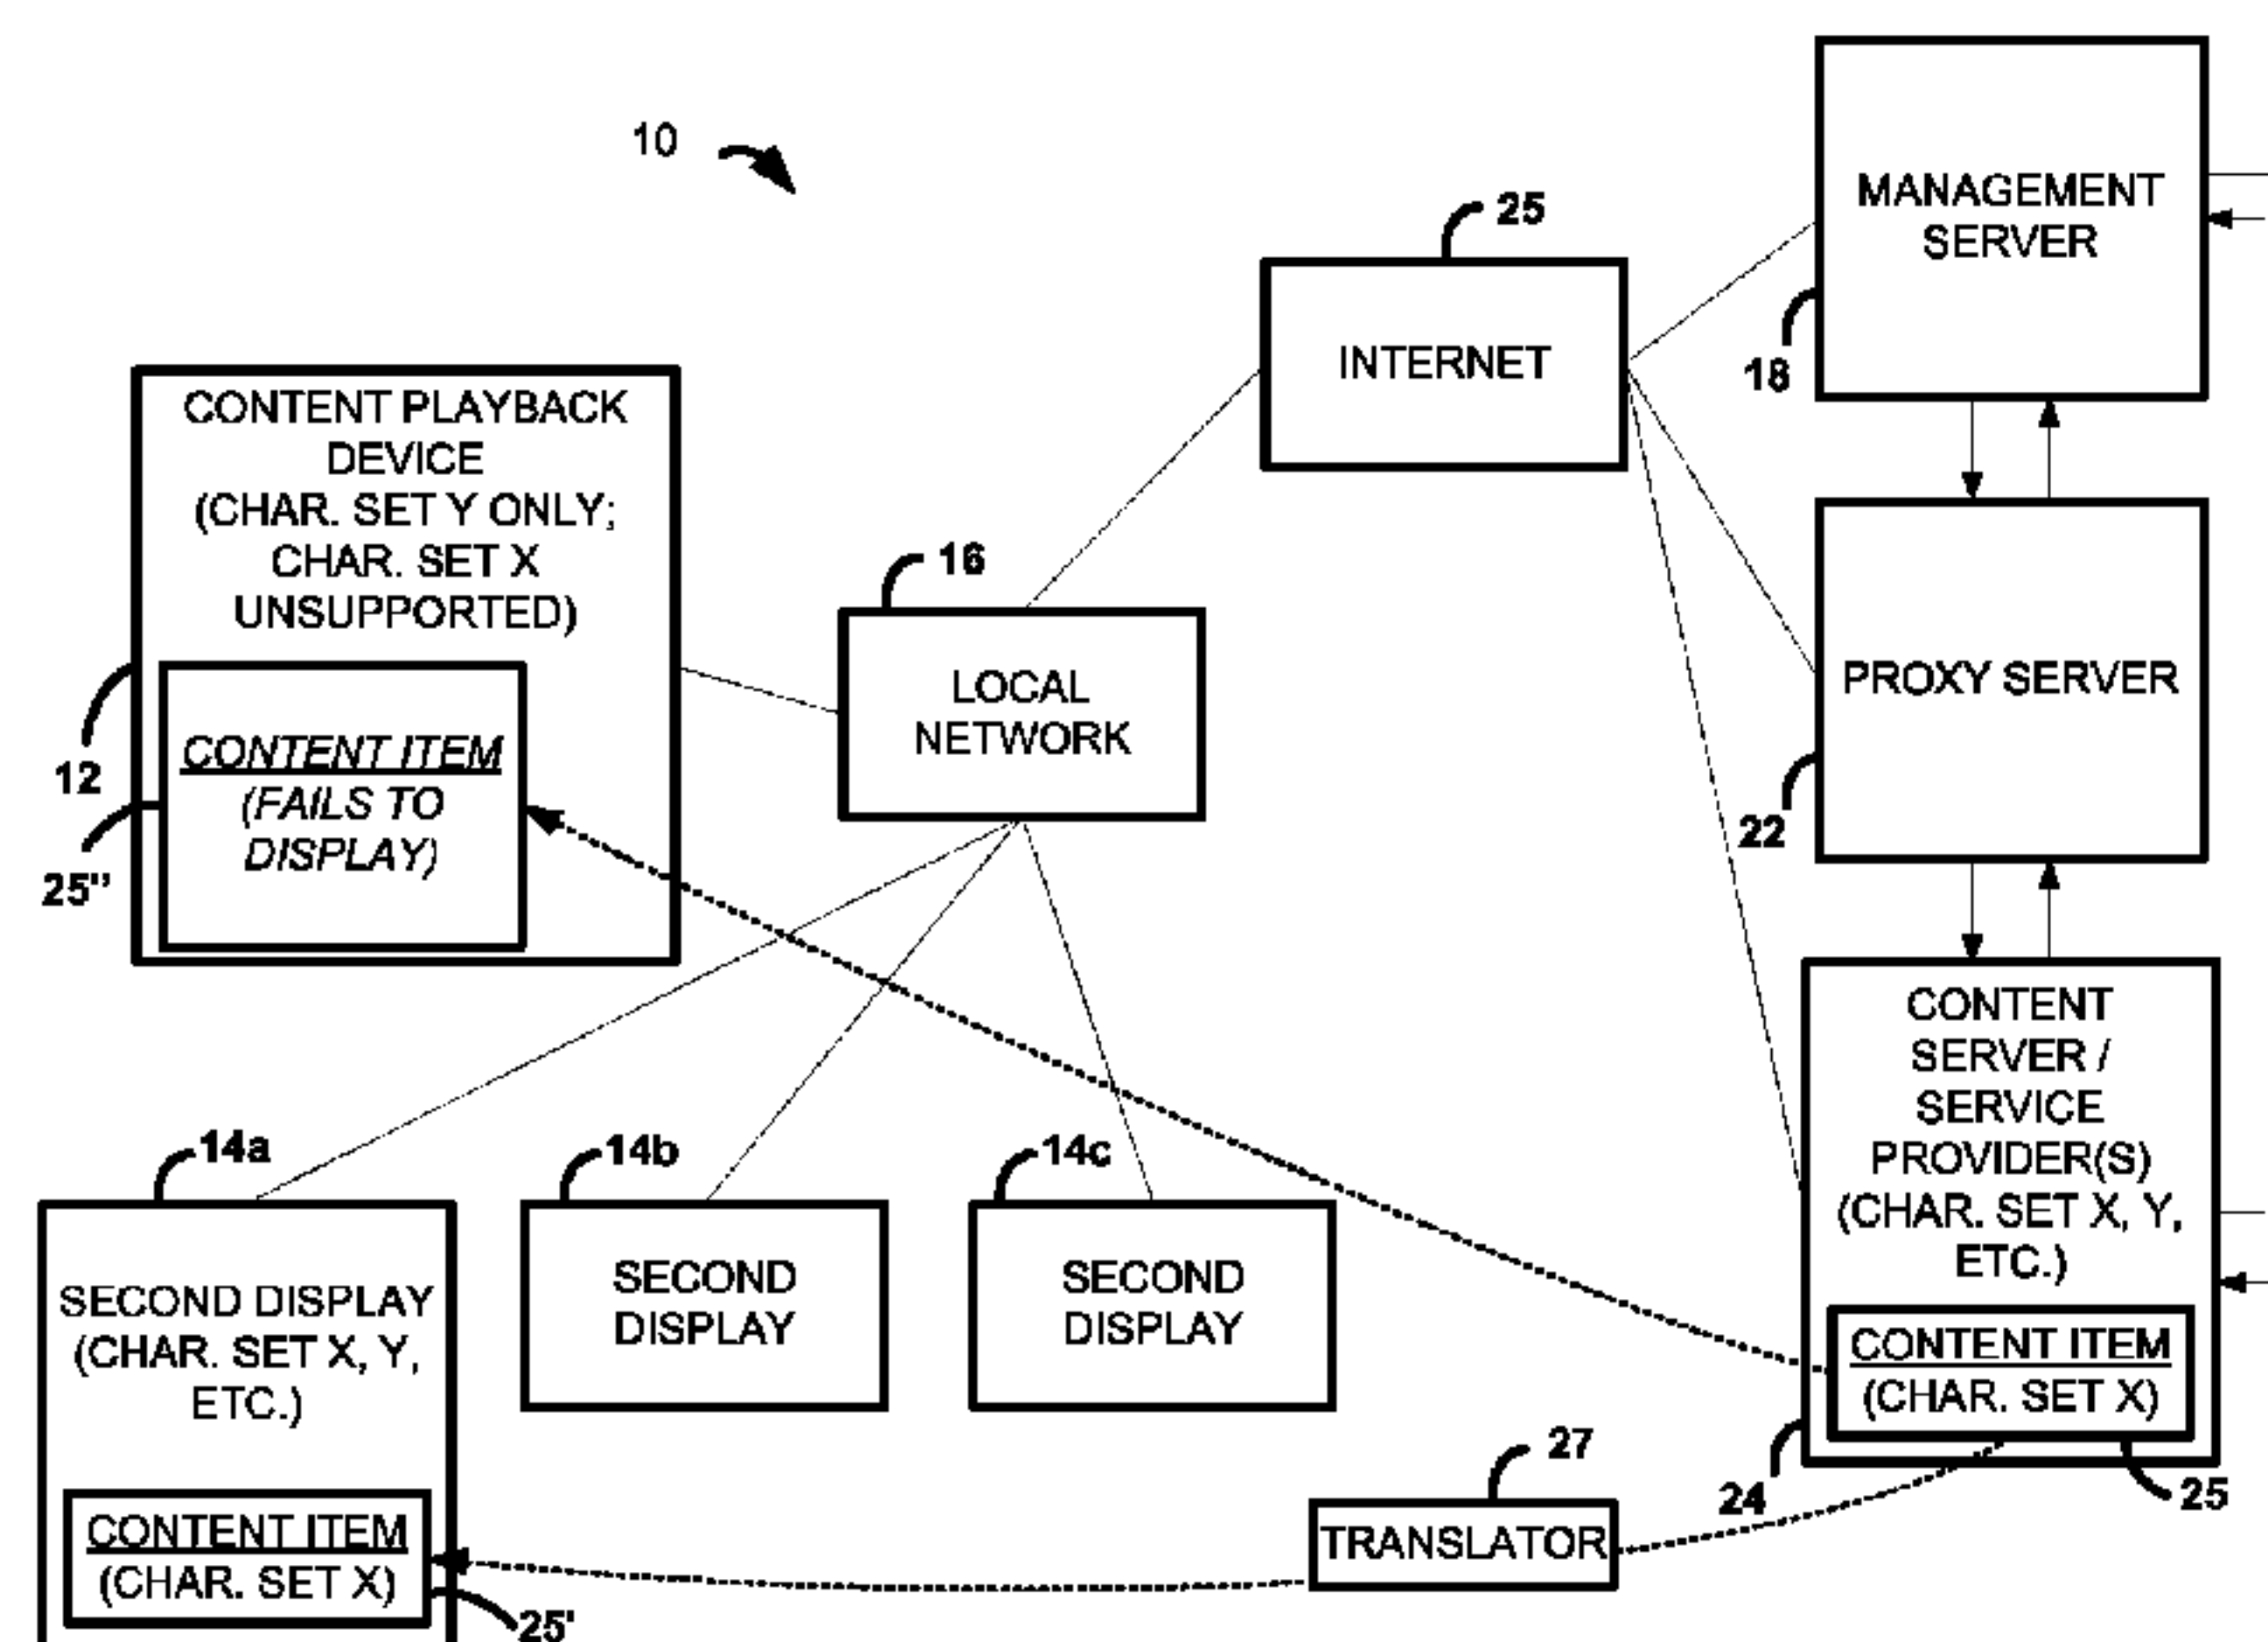 10
25
MANAGEMENT
SERVER
18
INTERNET
CONTENT PLAYBACK
DEVICE
(CHAR. SET Y ONLY;
CHAR. SET X
UNSUPPORTED)
12
CONTENT ITEM
(FAILS TO
DISPLAY)
25"
16
LOCAL
NETWORK
PROXY SERVER
22
CONTENT
SERVER /
SERVICE
PROVIDER(S)
(CHAR. SET X, Y,
ETC.)
CONTENT ITEM
(CHAR. SET X)
24
25
14a
SECOND DISPLAY
(CHAR. SET X, Y,
ETC.)
CONTENT ITEM
(CHAR. SET X)
25'
14b
SECOND
DISPLAY
14c
SECOND
DISPLAY
27
TRANSLATOR